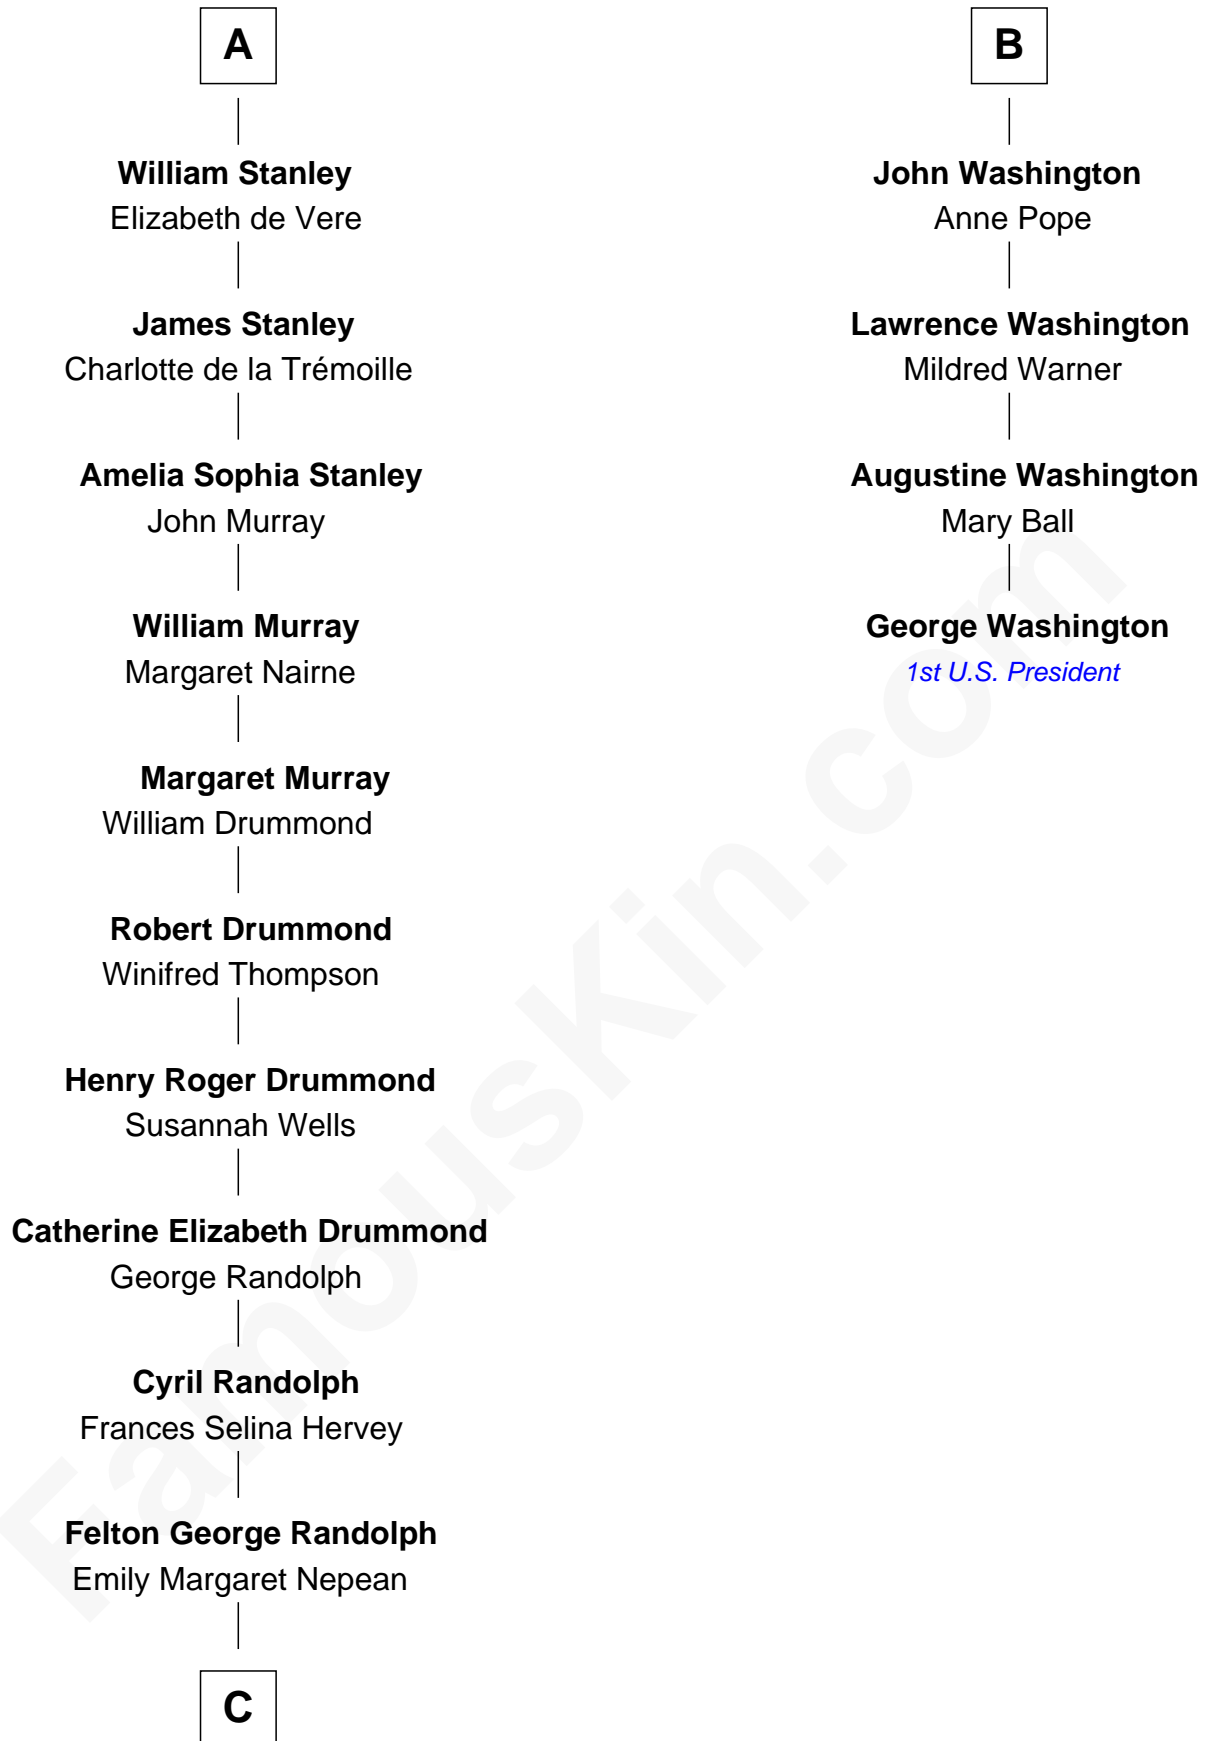 A
William Stanley
Elizabeth de Vere
James Stanley
Charlotte de la Trémoille
Amelia Sophia Stanley
John Murray
William Murray
Margaret Nairne
Margaret Murray
William Drummond
Robert Drummond
Winifred Thompson
Henry Roger Drummond
Susannah Wells
Catherine Elizabeth Drummond
George Randolph
Cyril Randolph
Frances Selina Hervey
Felton George Randolph
Emily Margaret Nepean
C
B
John Washington
Anne Pope
Lawrence Washington
Mildred Warner
Augustine Washington
Mary Ball
George Washington
1st U.S. President
FamousKin.com